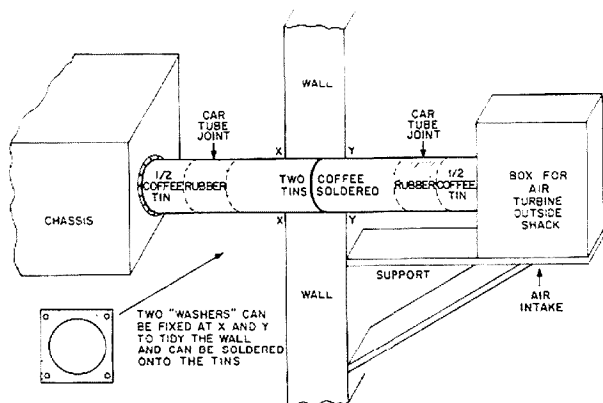 WALL
CAR
TUBE
JOINT
CAR
TUBE
JOINT
X
Y
1/2
COFFEE
TIN
RUBBER
TWO COFFEE
TINS SOLDERED
RUBBER
1/2
COFFEE
TIN
BOX FOR
AIR
TURBINE
OUTSIDE
SHACK
CHASSIS
X
Y
SUPPORT
WALL
AIR
INTAKE
TWO "WASHERS" CAN
BE FIXED AT X AND Y
TO TIDY THE WALL
AND CAN BE SOLDERED
ONTO THE TINS